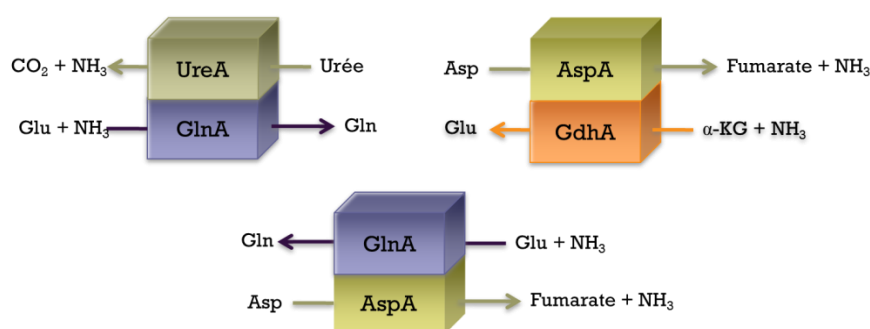 CO₂ + NH₃ UreA Urée
Glu + NH₃ GlnA Gln
Asp AspA Fumarate + NH₃
Glu GdhA α-KG + NH₃
Gln GlnA Glu + NH₃
Asp AspA Fumarate + NH₃